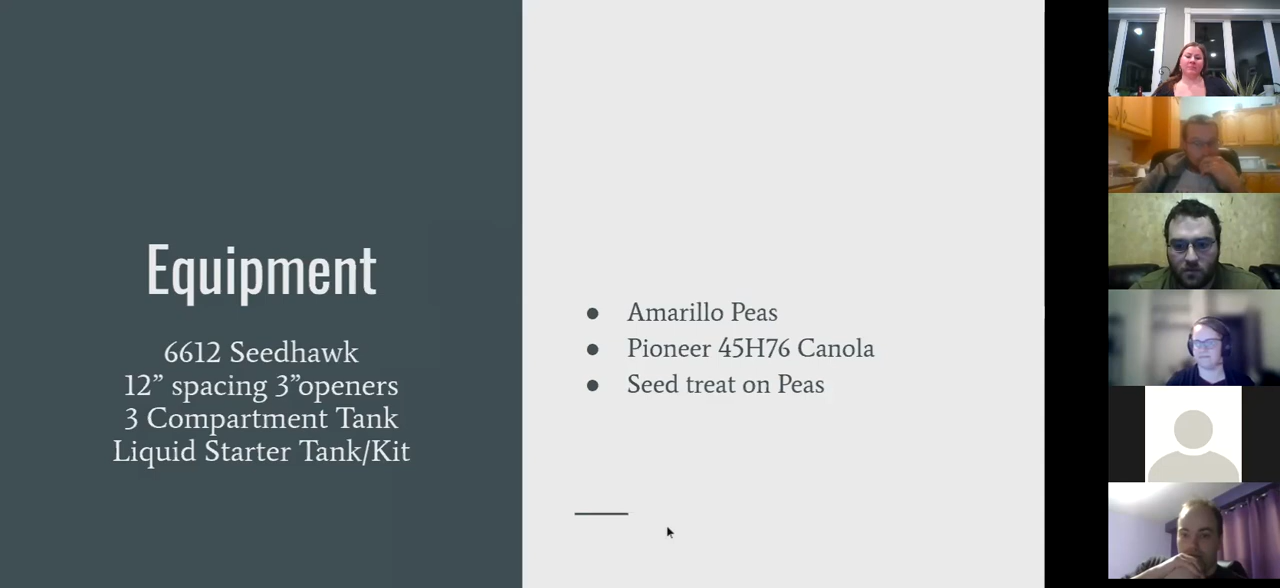 Equipment
6612 Seedhawk
12” spacing 3”openers
3 Compartment Tank
Liquid Starter Tank/Kit
● Amarillo Peas
● Pioneer 45H76 Canola
● Seed treat on Peas